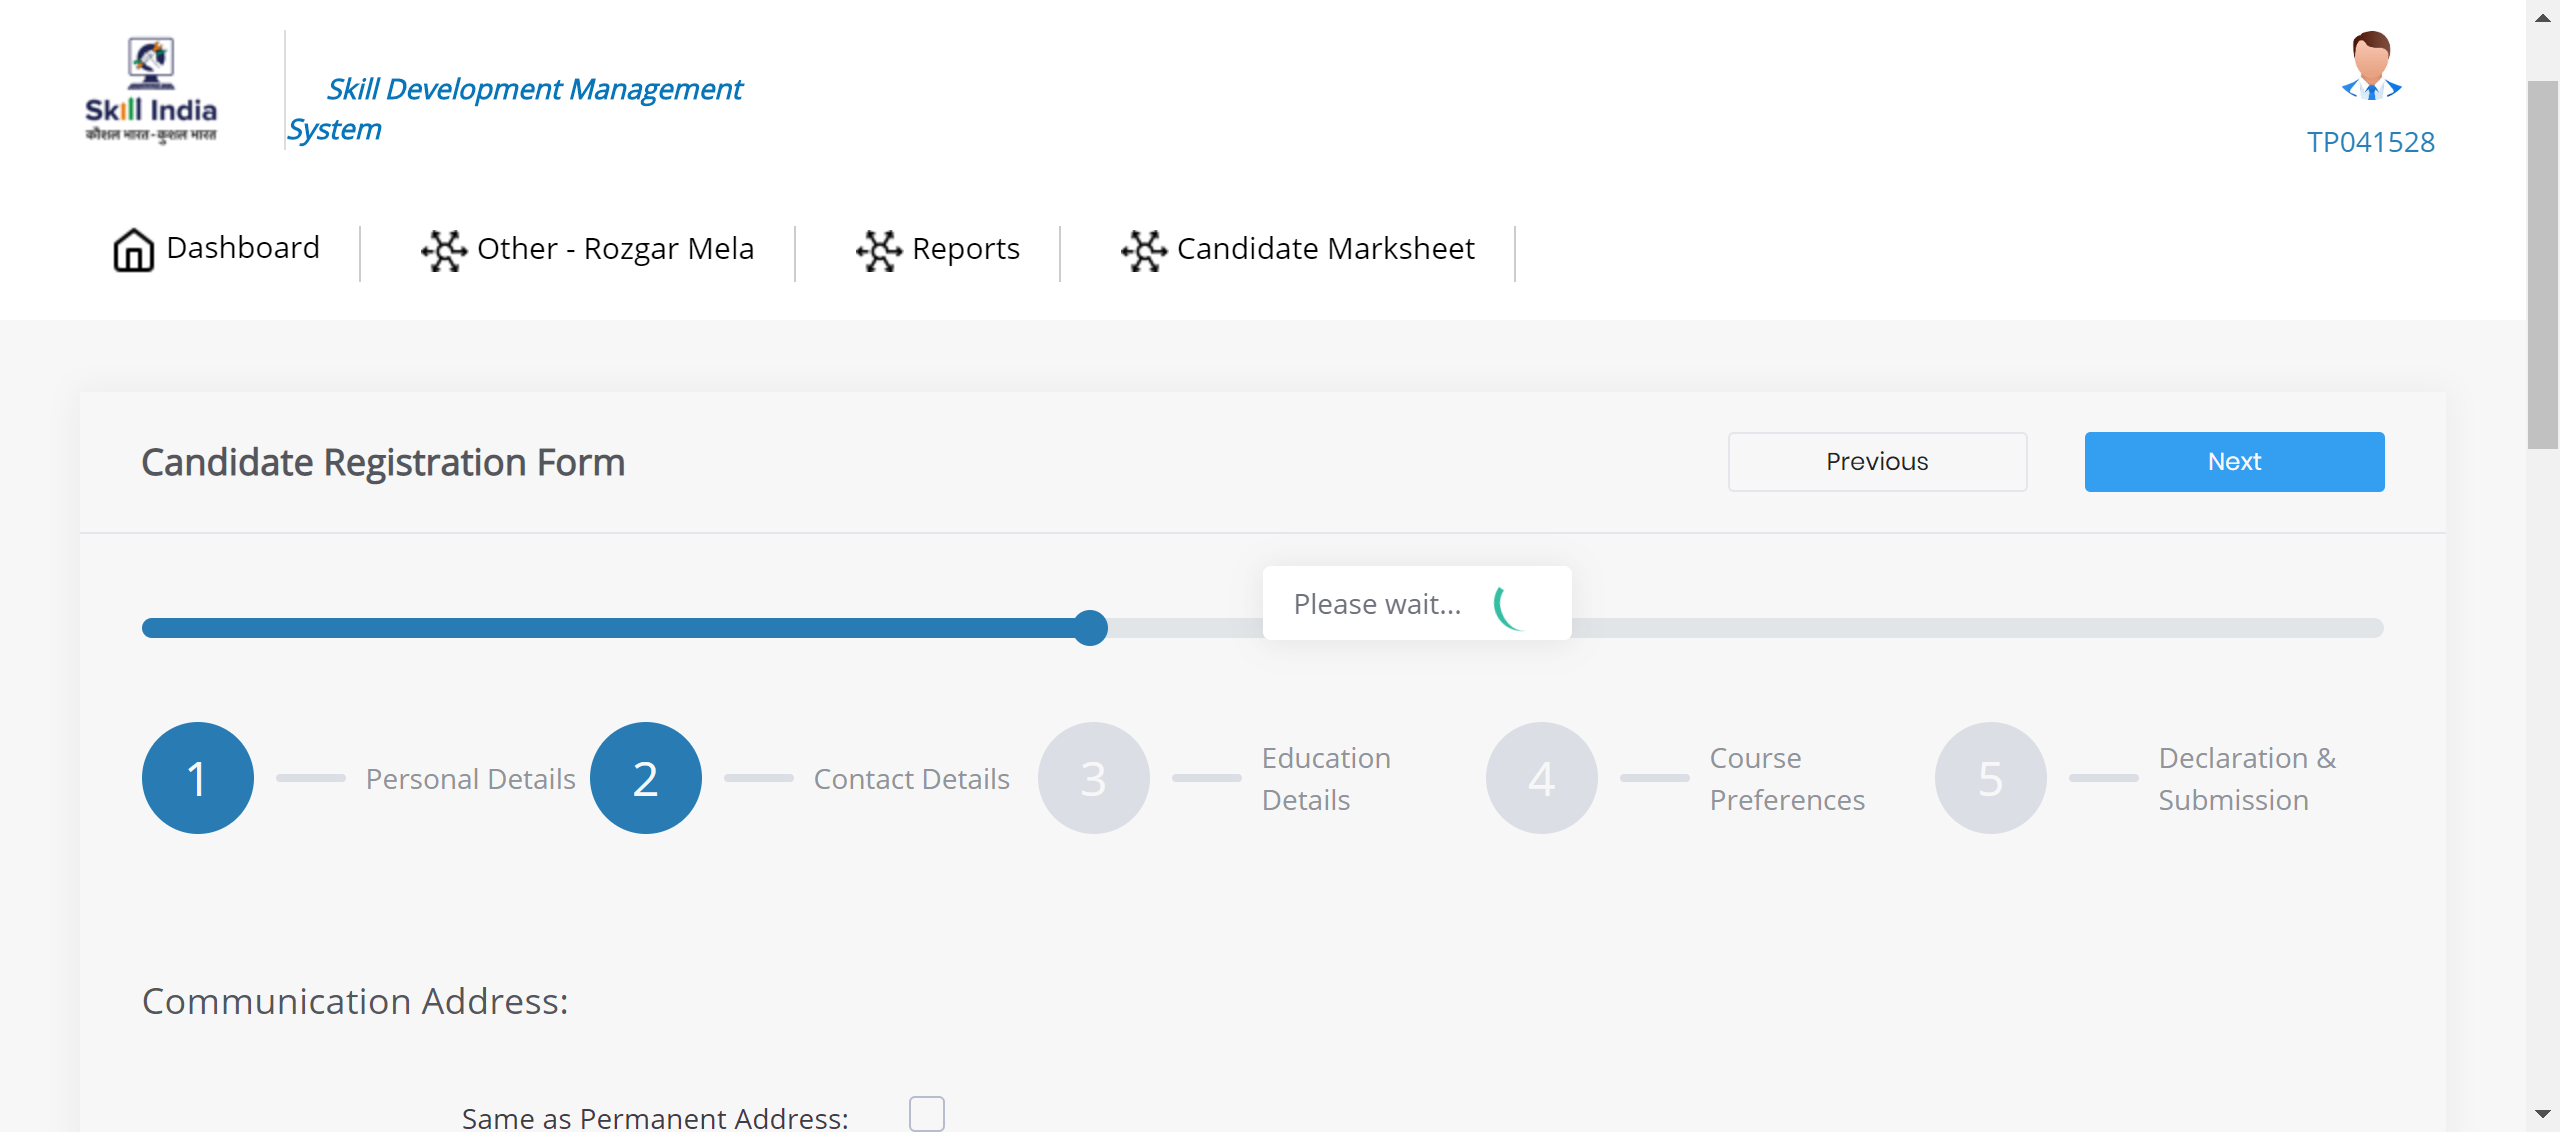 Skill India
कौशल भारत-कुशल भारत
Skill Development Management
System
TP041528
Dashboard
Other - Rozgar Mela
Reports
Candidate Marksheet
Candidate Registration Form
Previous
Next
Please wait...
1
Personal Details
2
Contact Details
3
Education
Details
4
Course
Preferences
5
Declaration &
Submission
Communication Address:
Same as Permanent Address: